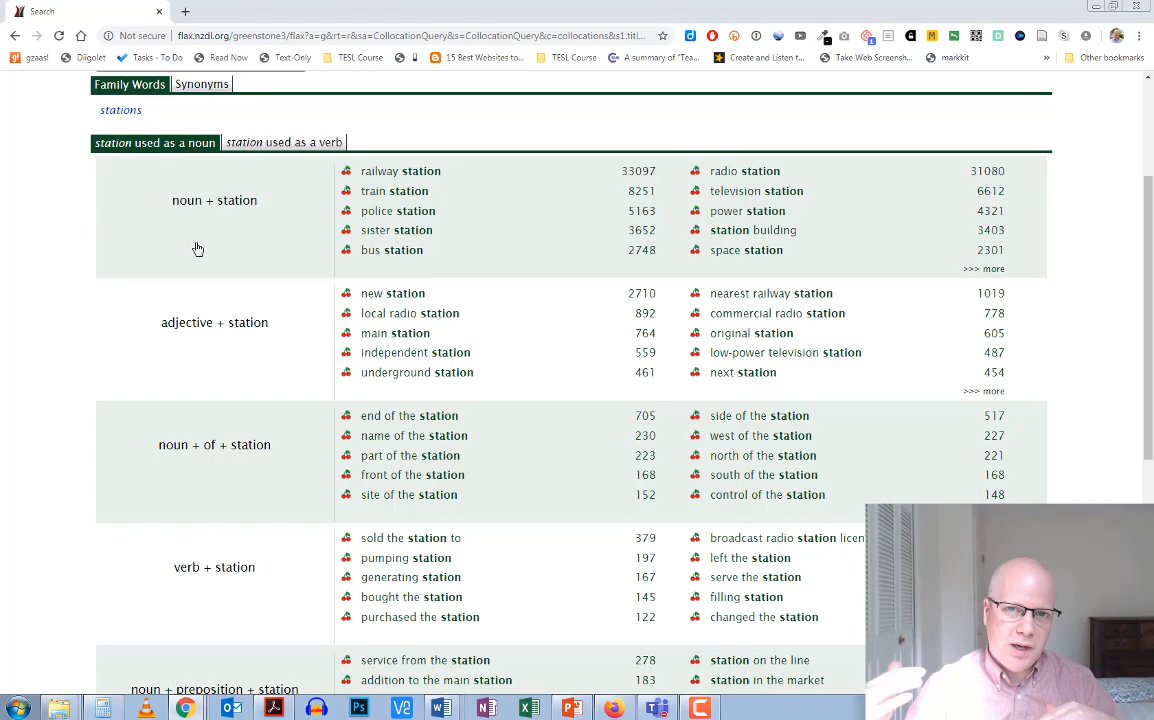 Search
Not secure | flax.nzdl.org/greenstone3/flax?a=g&rt=r&sa=CollocationQuery&s=CollocationQuery&c=collocations&s1.titl...
gzaas! Diigolet Tasks - To Do Read Now Text-Only TESL Course 15 Best Websites to... TESL Course A summary of 'Tea... Create and Listen t... Take Web Screensh... markkit » Other bookmarks
Family Words Synonyms
stations
station used as a noun station used as a verb
noun + station
railway station 33097 radio station 31080
train station 8251 television station 6612
police station 5163 power station 4321
sister station 3652 station building 3403
bus station 2748 space station 2301
>>> more
adjective + station
new station 2710 nearest railway station 1019
local radio station 892 commercial radio station 778
main station 764 original station 605
independent station 559 low-power television station 487
underground station 461 next station 454
>>> more
noun + of + station
end of the station 705 side of the station 517
name of the station 230 west of the station 227
part of the station 223 north of the station 221
front of the station 168 south of the station 168
site of the station 152 control of the station 148
verb + station
sold the station to 379 broadcast radio station licen
pumping station 197 left the station
generating station 167 serve the station
bought the station 145 filling station
purchased the station 122 changed the station
noun + preposition + station
service from the station 278 station on the line
addition to the main station 183 station in the market